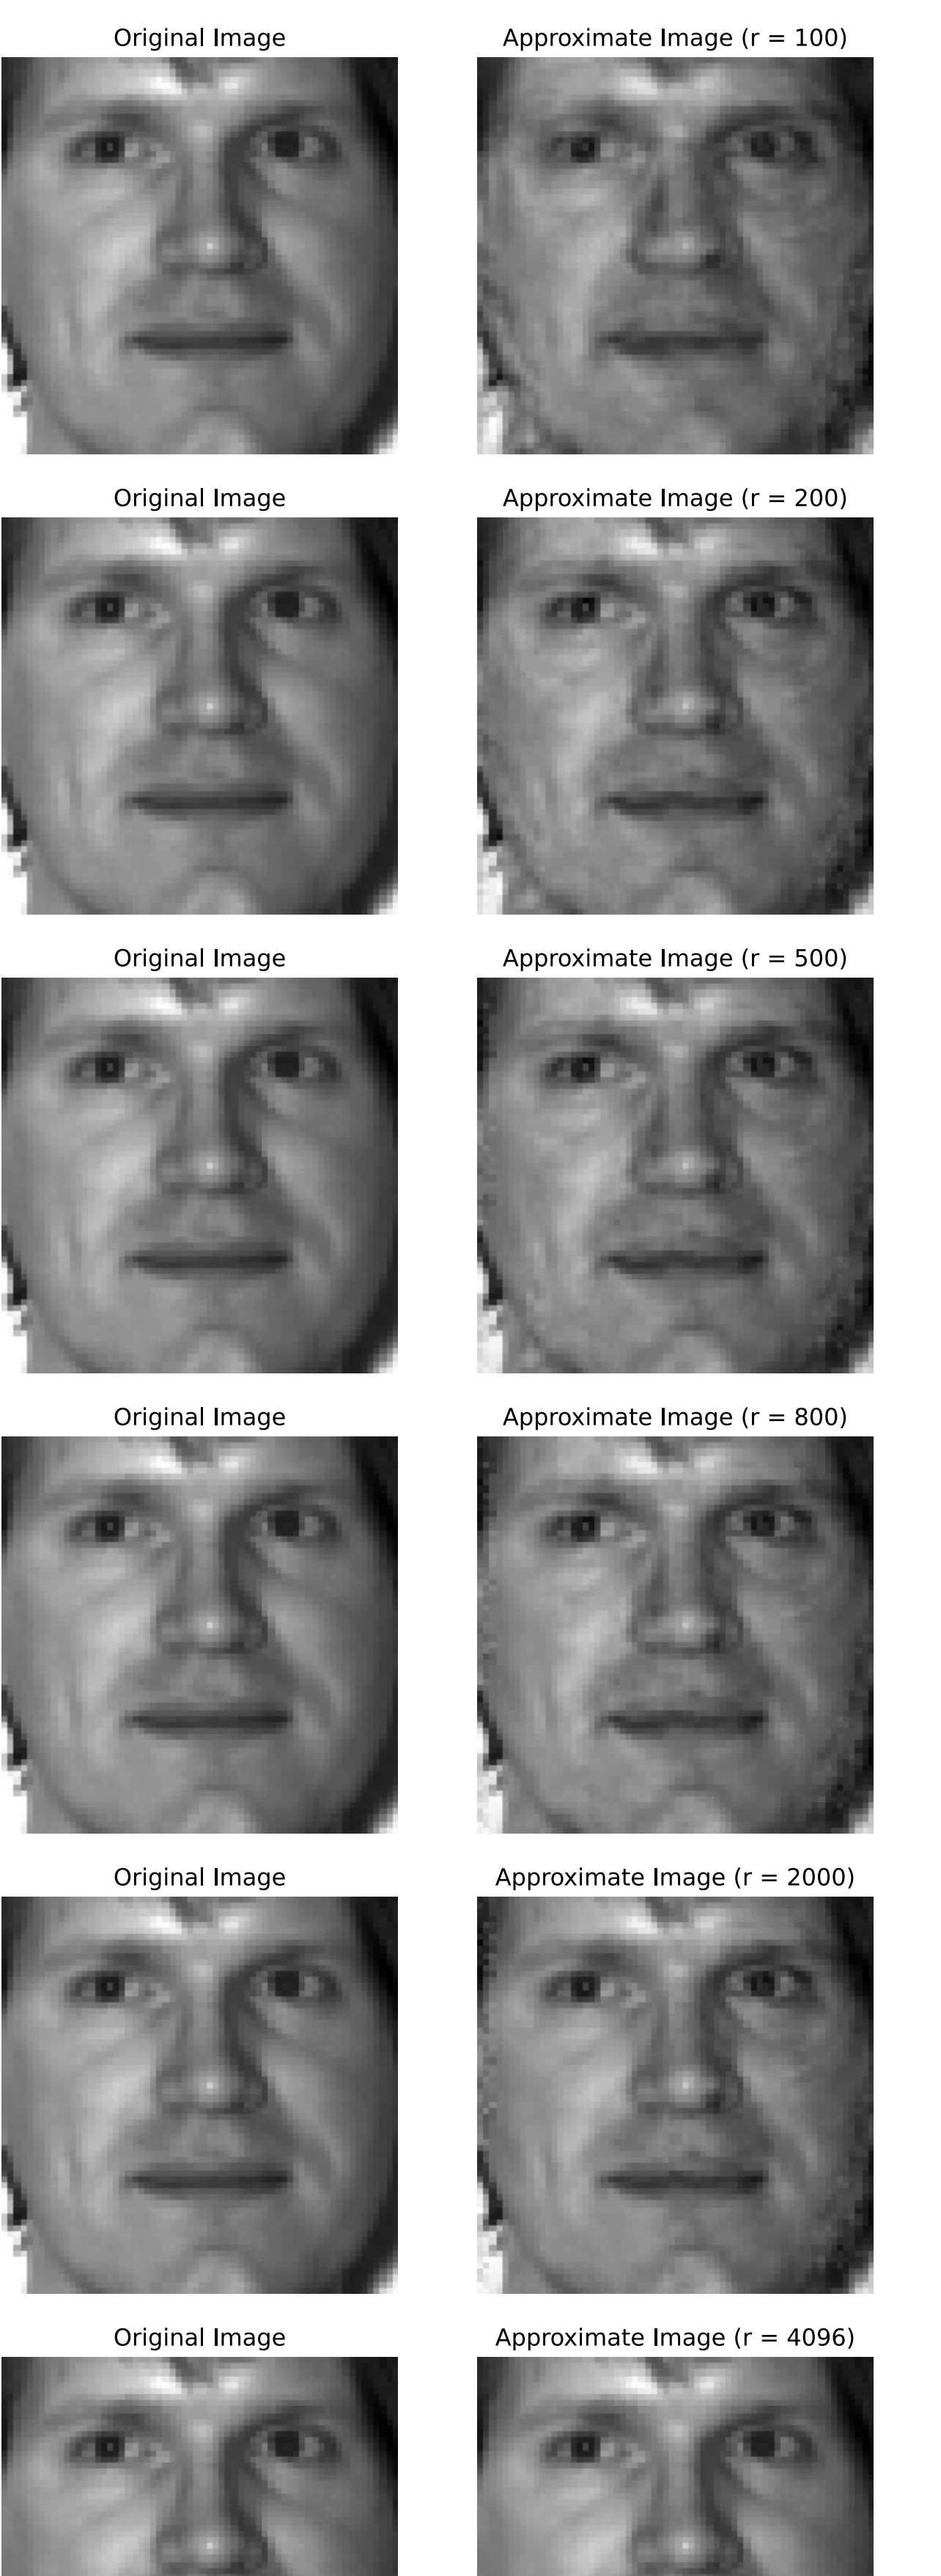 Original Image
Approximate Image (r = 100)
Original Image
Approximate Image (r = 200)
Original Image
Approximate Image (r = 500)
Original Image
Approximate Image (r = 800)
Original Image
Approximate Image (r = 2000)
Original Image
Approximate Image (r = 4096)